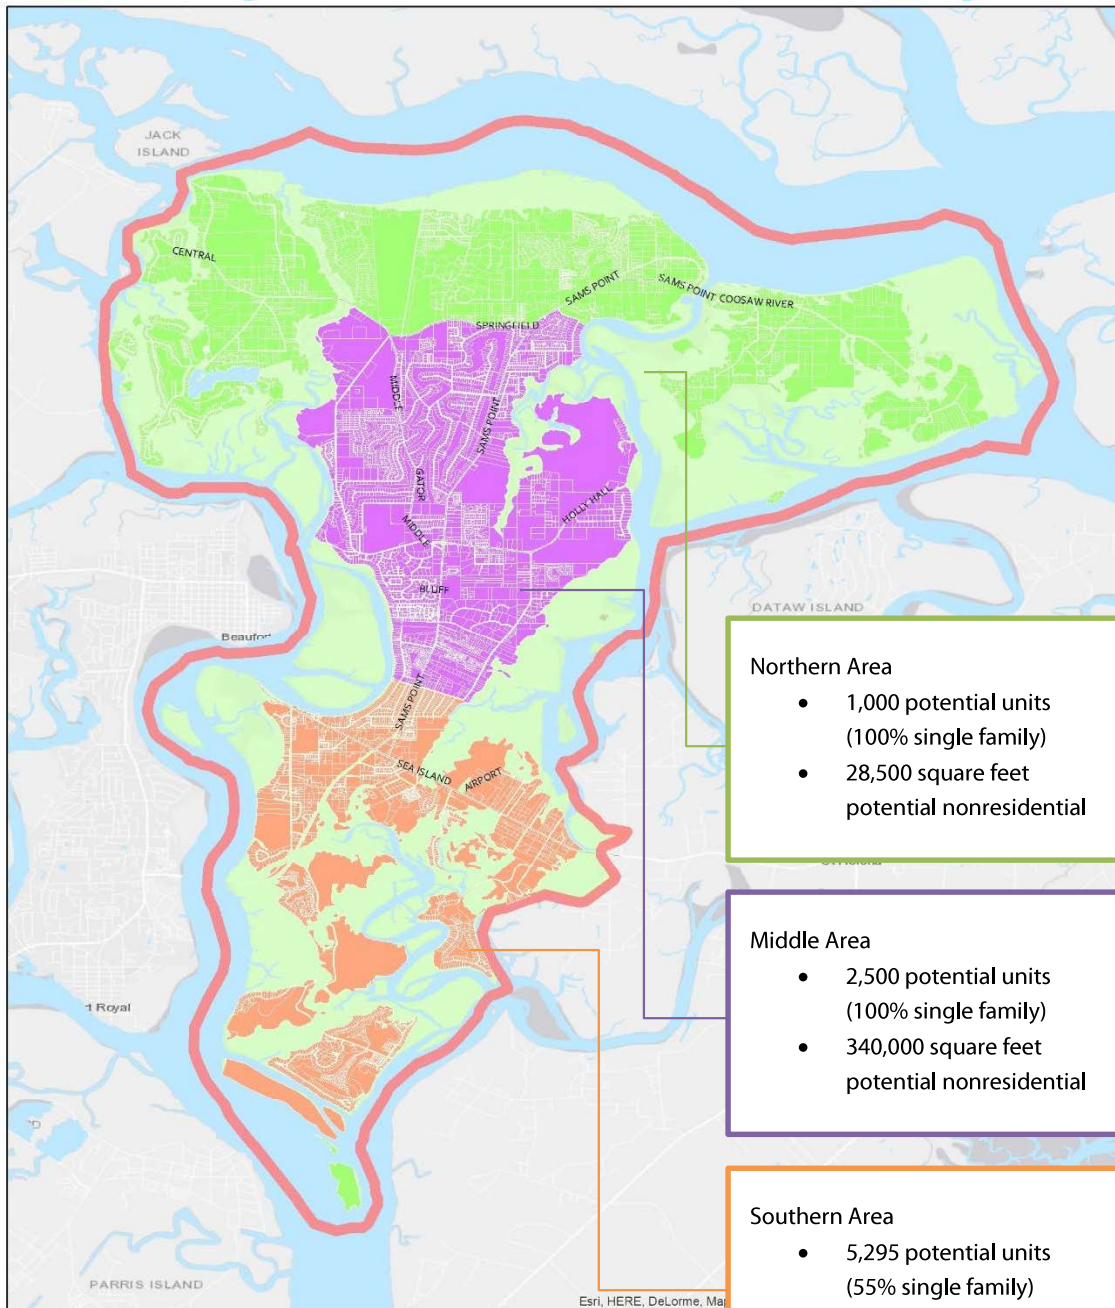 JACK
ISLAND
CENTRAL
SAMS POINT
SAMS POINT COOSAW RIVER
SPRINGFIELD
MIDDLE
SAMS POINT
GATOR
HOLLY HALL
MIDDLE
BLUFF
DATAW ISLAND
Beaufort
SAMS POINT
SEA ISLAND
AIRPORT
Northern Area
• 1,000 potential units
(100% single family)
• 28,500 square feet
potential nonresidential
Middle Area
• 2,500 potential units
(100% single family)
• 340,000 square feet
potential nonresidential
Royal
Southern Area
• 5,295 potential units
(55% single family)
PARRIS ISLAND
Esri, HERE, DeLorme, Map